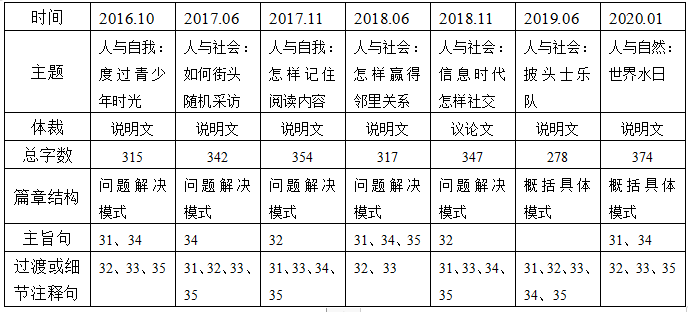 时间 2016.10 2017.06 2017.11 2018.06 2018.11 2019.06 2020.01
主题 人与自我：度过青少年时光 人与社会：如何街头随机采访 人与自我：怎样记住阅读内容 人与社会：怎样赢得邻里关系 人与社会：信息时代怎样社交 人与社会：披头士乐队 人与自然：世界水日
体裁 说明文 说明文 说明文 说明文 议论文 说明文 说明文
总字数 315 342 354 317 347 278 374
篇章结构 问题解决模式 问题解决模式 问题解决模式 问题解决模式 问题解决模式 概括具体模式 概括具体模式
主旨句 31、34 34 32 31、34、35 32 31、34
过渡或细节注释句 32、33、35 31、32、33、35 31、33、34、35 32、33 31、33、34、35 31、32、33、34、35 32、33、35